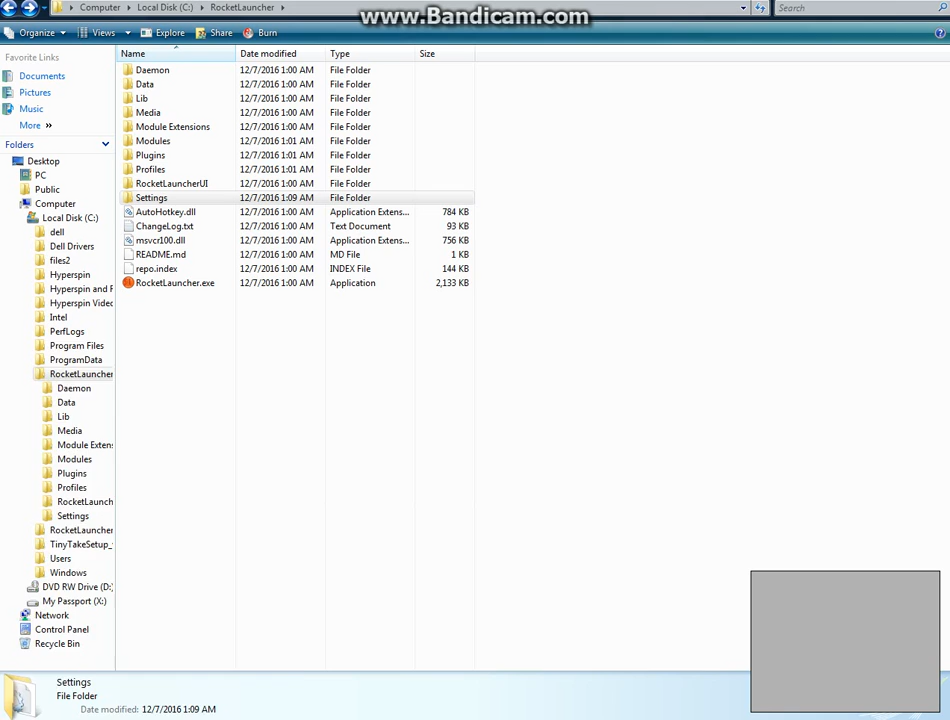 www.Bandicam.com
Computer ▸ Local Disk (C:) ▸ RocketLauncher ▸
Search
Organize Views Explore Share Burn
Favorite Links
Documents
Pictures
Music
More »
Folders
Desktop
PC
Public
Computer
Local Disk (C:)
dell
Dell Drivers
files2
Hyperspin
Hyperspin and F
Hyperspin Video
Intel
PerfLogs
Program Files
ProgramData
RocketLauncher
Daemon
Data
Lib
Media
Module Exten
Modules
Plugins
Profiles
RocketLaunch
Settings
RocketLauncher
TinyTakeSetup_
Users
Windows
DVD RW Drive (D:)
My Passport (X:)
Network
Control Panel
Recycle Bin
Name Date modified Type Size
Daemon 12/7/2016 1:00 AM File Folder
Data 12/7/2016 1:00 AM File Folder
Lib 12/7/2016 1:00 AM File Folder
Media 12/7/2016 1:00 AM File Folder
Module Extensions 12/7/2016 1:00 AM File Folder
Modules 12/7/2016 1:01 AM File Folder
Plugins 12/7/2016 1:01 AM File Folder
Profiles 12/7/2016 1:01 AM File Folder
RocketLauncherUI 12/7/2016 1:00 AM File Folder
Settings 12/7/2016 1:09 AM File Folder
AutoHotkey.dll 12/7/2016 1:00 AM Application Extens... 784 KB
ChangeLog.txt 12/7/2016 1:00 AM Text Document 93 KB
msvcr100.dll 12/7/2016 1:00 AM Application Extens... 756 KB
README.md 12/7/2016 1:00 AM MD File 1 KB
repo.index 12/7/2016 1:00 AM INDEX File 144 KB
RocketLauncher.exe 12/7/2016 1:00 AM Application 2,133 KB
Settings
File Folder
Date modified: 12/7/2016 1:09 AM